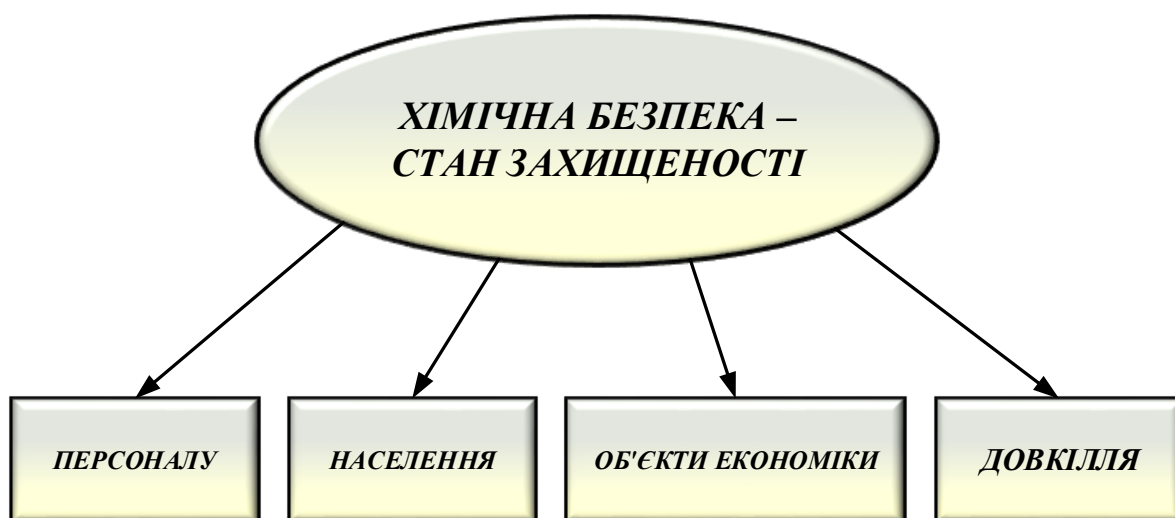 ХІМІЧНА БЕЗПЕКА –
СТАН ЗАХИЩЕНОСТІ
ПЕРСОНАЛУ
НАСЕЛЕННЯ
ОБ'ЄКТИ ЕКОНОМІКИ
ДОВКІЛЛЯ